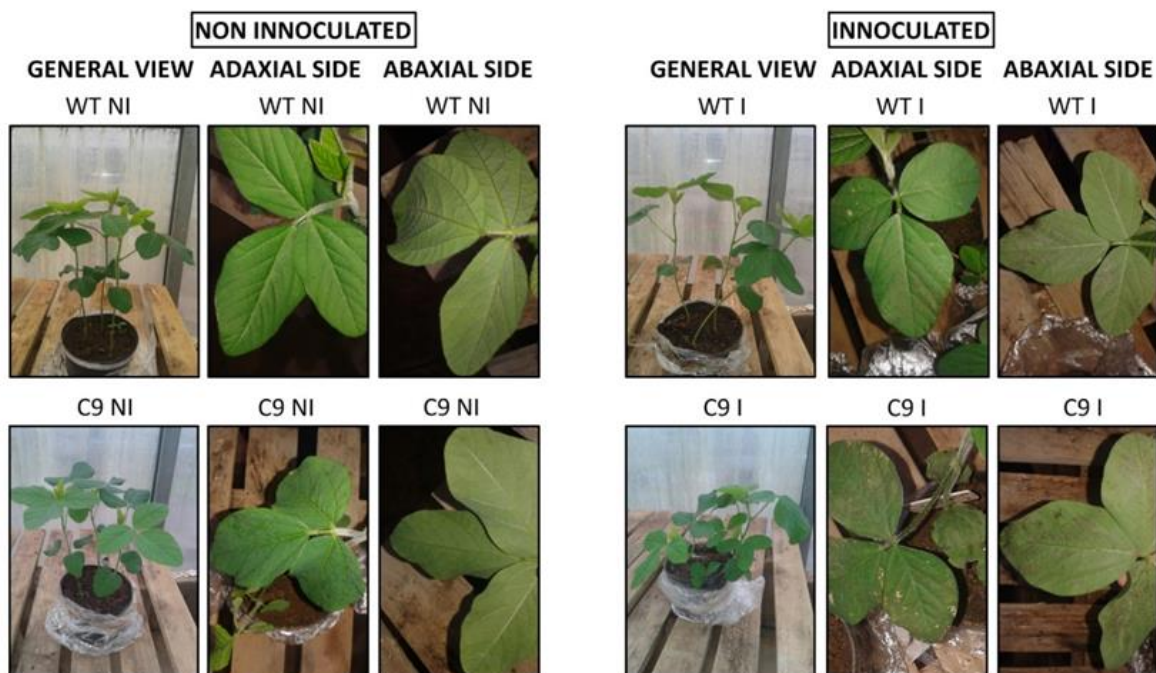 NON INNOCULATED
INNOCULATED
GENERAL VIEW ADAXIAL SIDE ABAXIAL SIDE
GENERAL VIEW ADAXIAL SIDE ABAXIAL SIDE
WT NI WT NI WT NI
WT I WT I WT I
C9 NI C9 NI C9 NI
C9 I C9 I C9 I